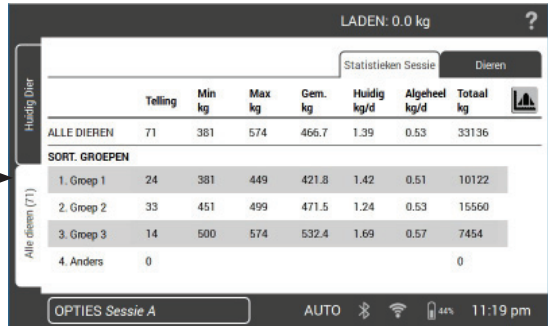 LADEN: 0.0 kg ?
Statistieken Sessie Dieren
Huidig Dier
Alle dieren (71)
Telling Min kg Max kg Gem. kg Huidig kg/d Algeheel kg/d Totaal kg
ALLE DIEREN 71 381 574 466.7 1.39 0.53 33136
SORT. GROEPEN
1. Groep 1 24 381 449 421.8 1.42 0.51 10122
2. Groep 2 33 451 499 471.5 1.24 0.53 15560
3. Groep 3 14 500 574 532.4 1.69 0.57 7454
4. Anders 0 0
OPTIES Sessie A AUTO 44% 11:19 pm